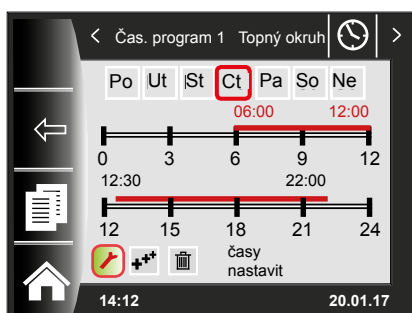 < Čas. program 1 Topný okruh >
Po Ut St Ct Pa So Ne
06:00 12:00
0 3 6 9 12
12:30 22:00
12 15 18 21 24
časy
nastavit
14:12 20.01.17